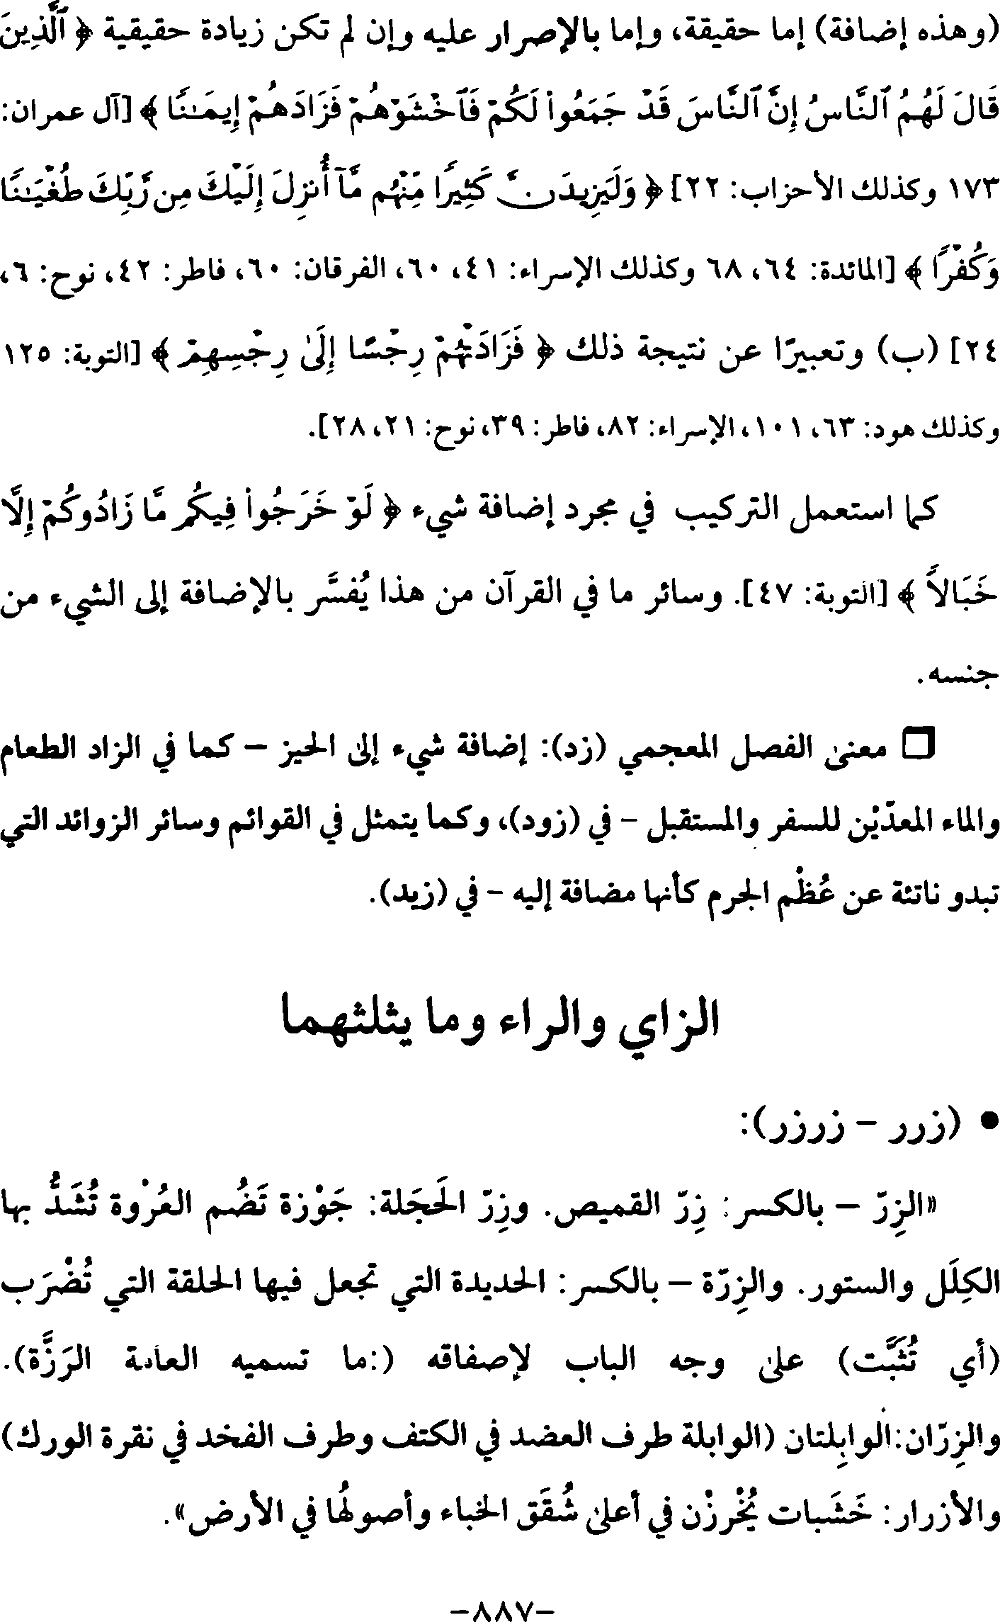 (وهذه إضافة) إما حقيقة، وإما بالإصرار عليه وإن لم تكن زيادة حقيقية ﴿ ٱلَّذِينَ
قَالَ لَهُمُ ٱلنَّاسُ إِنَّ ٱلنَّاسَ قَدْ جَمَعُوا۟ لَكُمْ فَٱخْشَوْهُمْ فَزَادَهُمْ إِيمَـٰنًا ﴾ [آل عمران:
١٧٣ وكذلك الأحزاب: ٢٢] ﴿ وَلَيَزِيدَنَّ كَثِيرًا مِّنْهُم مَّآ أُنزِلَ إِلَيْكَ مِن رَّبِّكَ طُغْيَـٰنًا
وَكُفْرًا ﴾ [المائدة: ٦٤، ٦٨ وكذلك الإسراء: ٤١، ٦٠، الفرقان: ٦٠، فاطر: ٤٢، نوح: ٦،
٢٤] (ب) وتعبيرًا عن نتيجة ذلك ﴿ فَزَادَتْهُمْ رِجْسًا إِلَىٰ رِجْسِهِمْ ﴾ [التوبة: ١٢٥
وكذلك هود: ٦٣، ١٠١، الإسراء: ٨٢، فاطر: ٣٩، نوح: ٢١، ٢٨].
كما استعمل التركيب في مجرد إضافة شيء ﴿ لَوْ خَرَجُوا۟ فِيكُم مَّا زَادُوكُمْ إِلَّا
خَبَالاً ﴾ [التوبة: ٤٧]. وسائر ما في القرآن من هذا يُفسَّر بالإضافة إلى الشيء من
جنسه.
❒ معنى الفصل المعجمي (زد): إضافة شيء إلى الحيز – كما في الزاد الطعام
والماء المعدّيْن للسفر والمستقبل – في (زود)، وكما يتمثل في القوائم وسائر الزوائد التي
تبدو ناتئة عن عُظْم الجرم كأنها مضافة إليه – في (زيد).
الزاي والراء وما يثلثهما
• (زرر – زرزر):
«الزِرّ – بالكسر: زِرّ القميص. وزِرّ الحَجَلة: جَوْزة تَضُم العُرْوة تُشَدُّ بها
الكِلَل والستور. والزِرّة – بالكسر: الحديدة التي تجعل فيها الحلقة التي تُضْرَب
(أي تُثَبَّت) على وجه الباب لإصفاقه (:ما تسميه العامة الرَزَّة).
والزِرّان:الوابِلتان (الوابلة طرف العضد في الكتف وطرف الفخد في نقرة الورك)
والأزرار: خَشَبات يُخْرزْن في أعلى شُقَق الخباء وأصولُها في الأرض».
–٨٨٧–